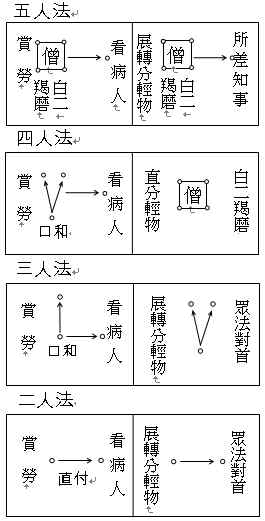 五人法
賞勞
僧
白二羯磨
看病人
展轉分輕物
僧
白二羯磨
所差知事
四人法
賞勞
口和
看病人
直分輕物
僧
白二羯磨
三人法
賞勞
口和
看病人
展轉分輕物
眾法對首
二人法
賞勞
直付
看病人
展轉分輕物
眾法對首